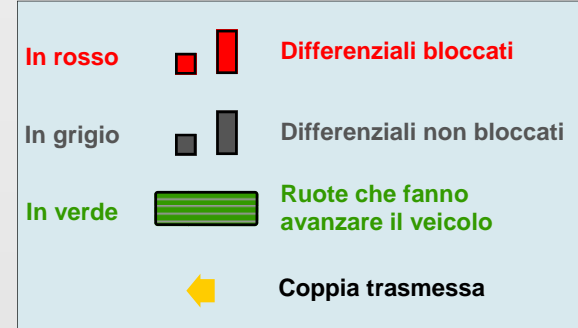 In rosso Differenziali bloccati
In grigio Differenziali non bloccati
In verde Ruote che fanno
avanzare il veicolo
Coppia trasmessa